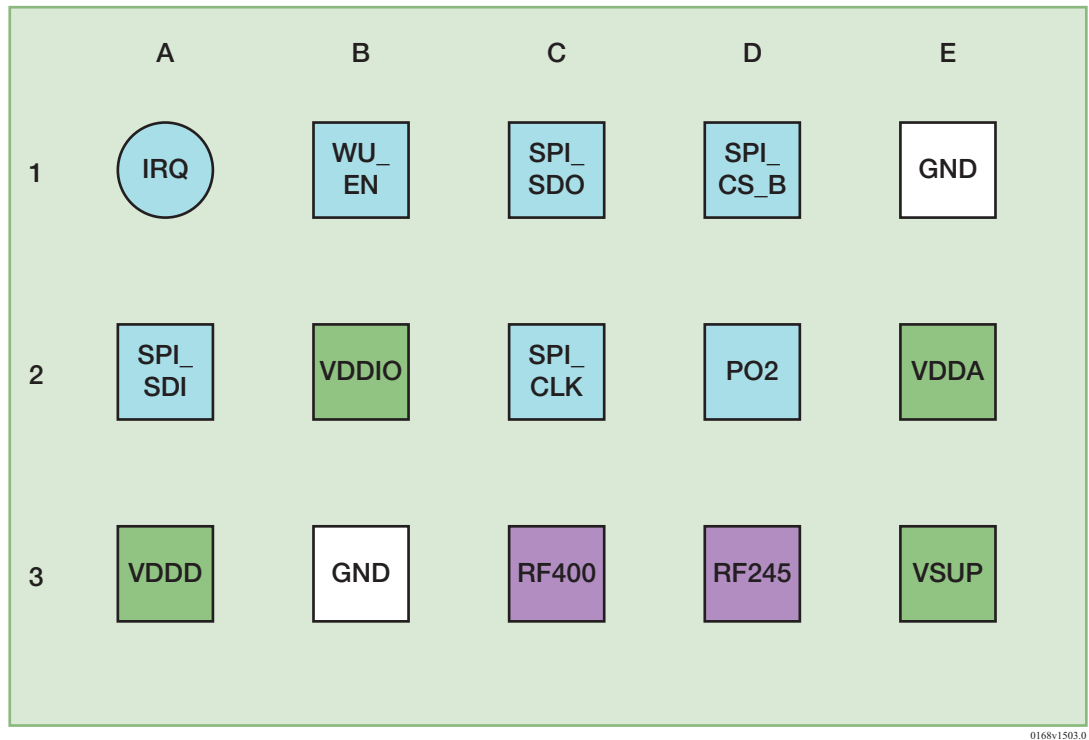 A B C D E
1 IRQ WU_ EN SPI_ SDO SPI_ CS_B GND
2 SPI_ SDI VDDIO SPI_ CLK PO2 VDDA
3 VDDD GND RF400 RF245 VSUP
0168v1503.0